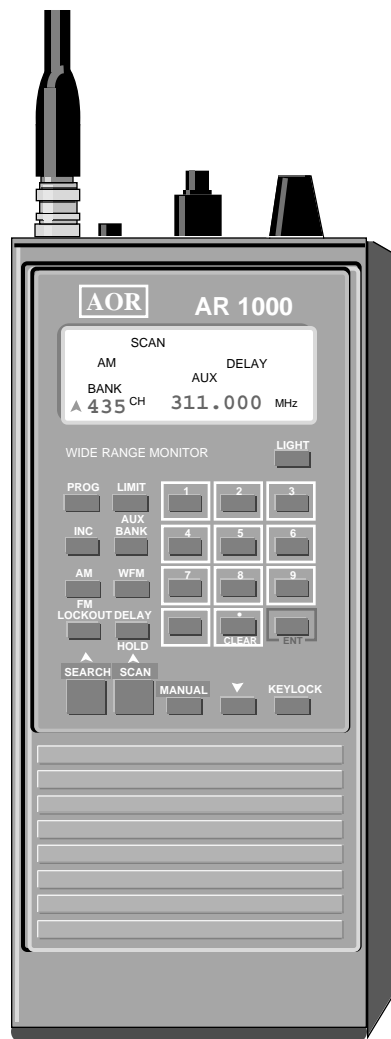 AOR AR 1000
SCAN
AM DELAY
AUX
BANK
435 CH 311.000 MHz
WIDE RANGE MONITOR LIGHT
PROG LIMIT 1 2 3
AUX
INC BANK 4 5 6
AM WFM 7 8 9
FM
LOCKOUT DELAY •
HOLD CLEAR ENT
SEARCH SCAN
MANUAL KEYLOCK